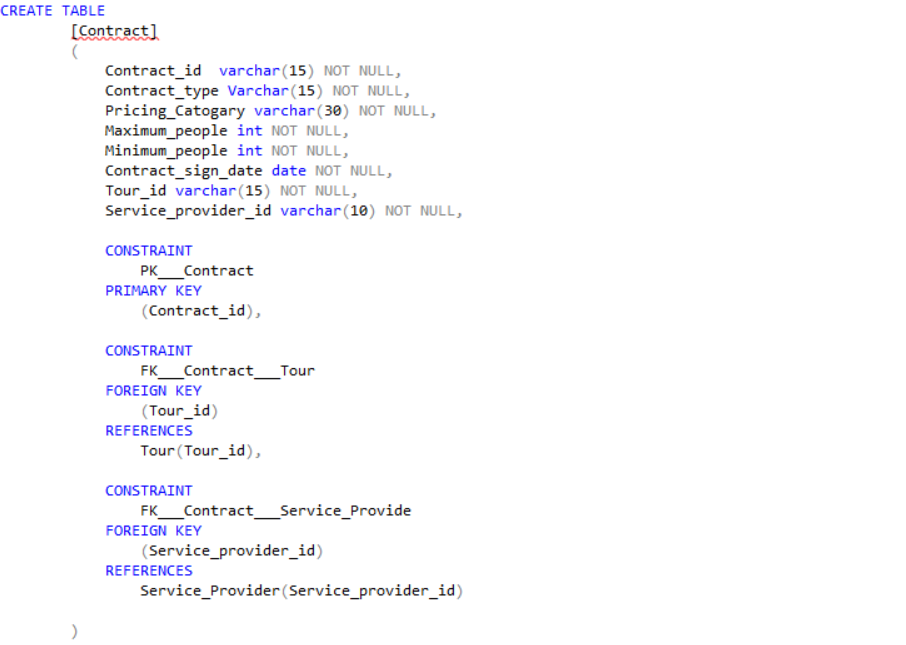 CREATE TABLE
[Contract]
(
Contract_id  varchar(15) NOT NULL,
Contract_type Varchar(15) NOT NULL,
Pricing_Catogary varchar(30) NOT NULL,
Maximum_people int NOT NULL,
Minimum_people int NOT NULL,
Contract_sign_date date NOT NULL,
Tour_id varchar(15) NOT NULL,
Service_provider_id varchar(10) NOT NULL,
CONSTRAINT
PK___Contract
PRIMARY KEY
(Contract_id),
CONSTRAINT
FK___Contract___Tour
FOREIGN KEY
(Tour_id)
REFERENCES
Tour(Tour_id),
CONSTRAINT
FK___Contract___Service_Provide
FOREIGN KEY
(Service_provider_id)
REFERENCES
Service_Provider(Service_provider_id)
)